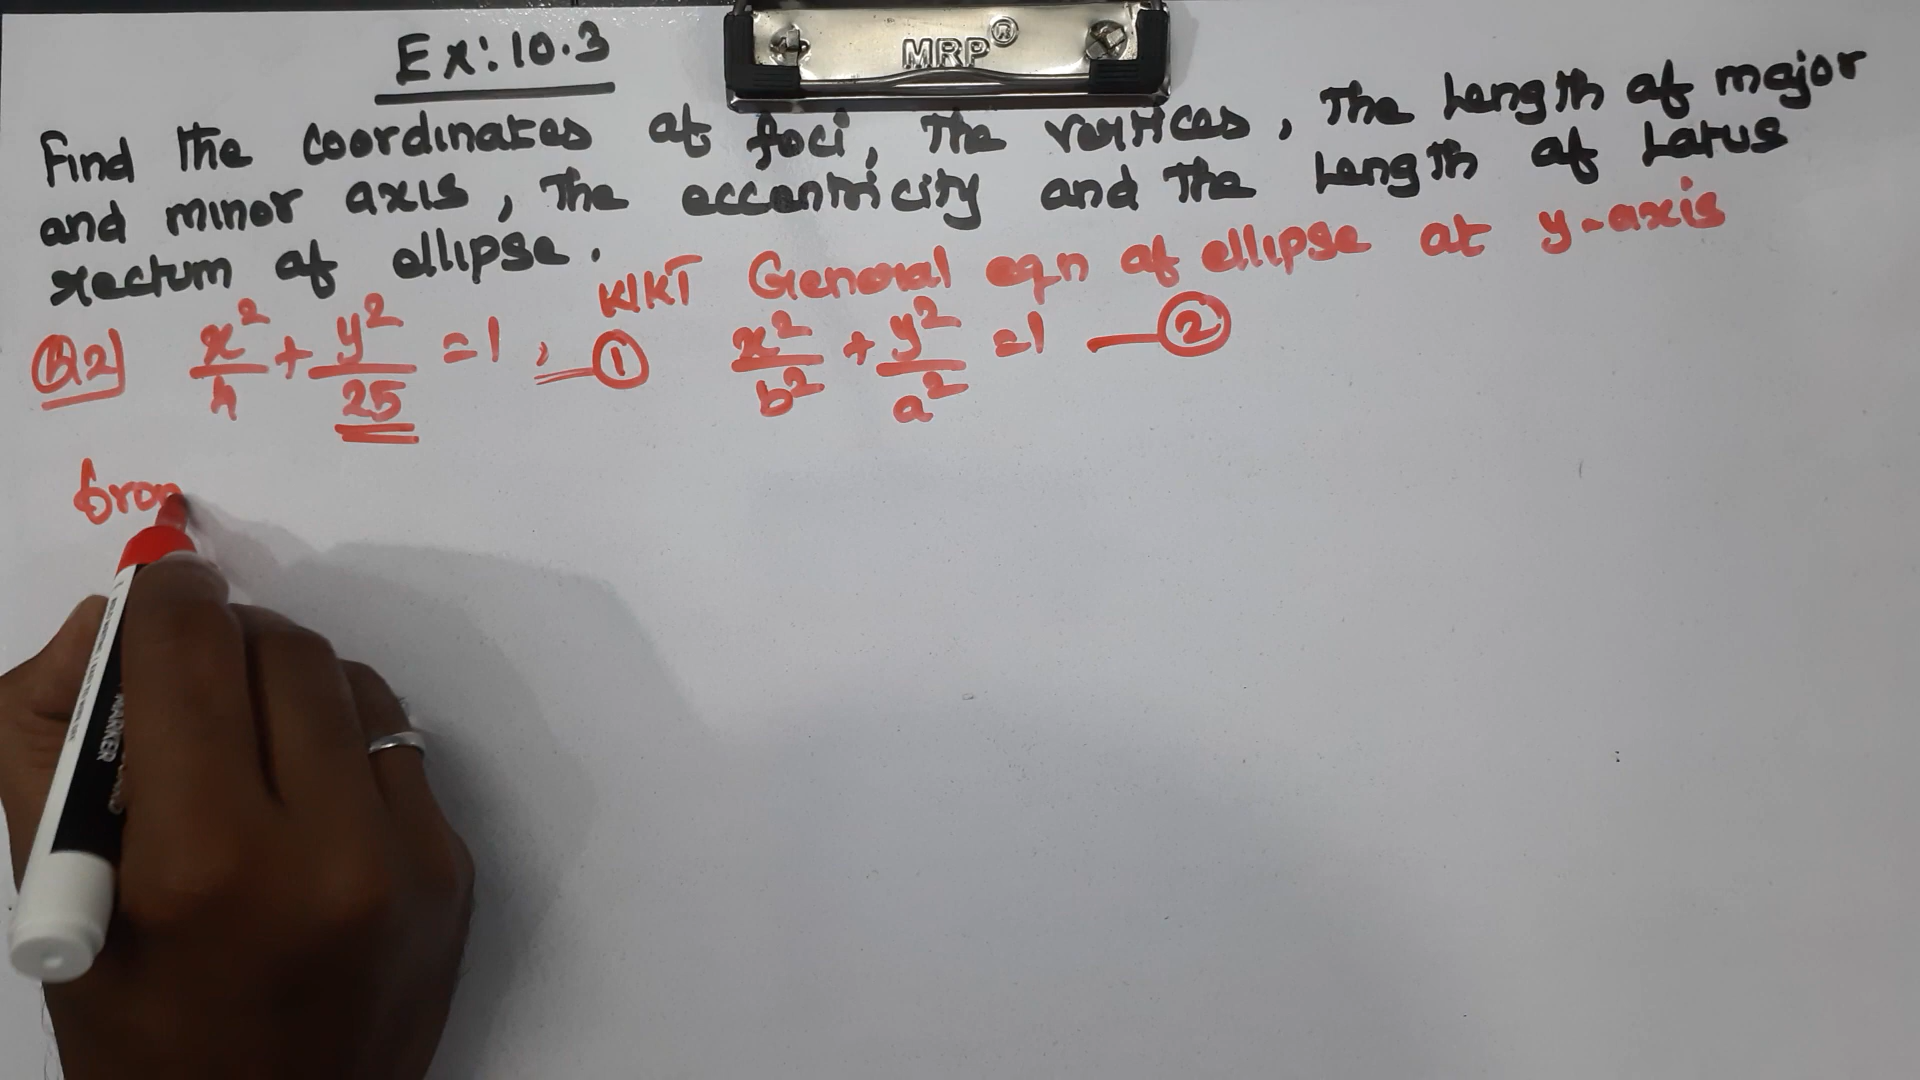 MRP®
Ex: 10.3
Find the coordinates of foci, The vertices, The Length of major
and minor axis, The eccentricity and The Length of Latus
rectum of ellipse.
KIKT General eqn of ellipse at y-axis
Q2] x²/4 + y²/25 = 1, — ① x²/b² + y²/a² = 1 — ②
from
MARKER